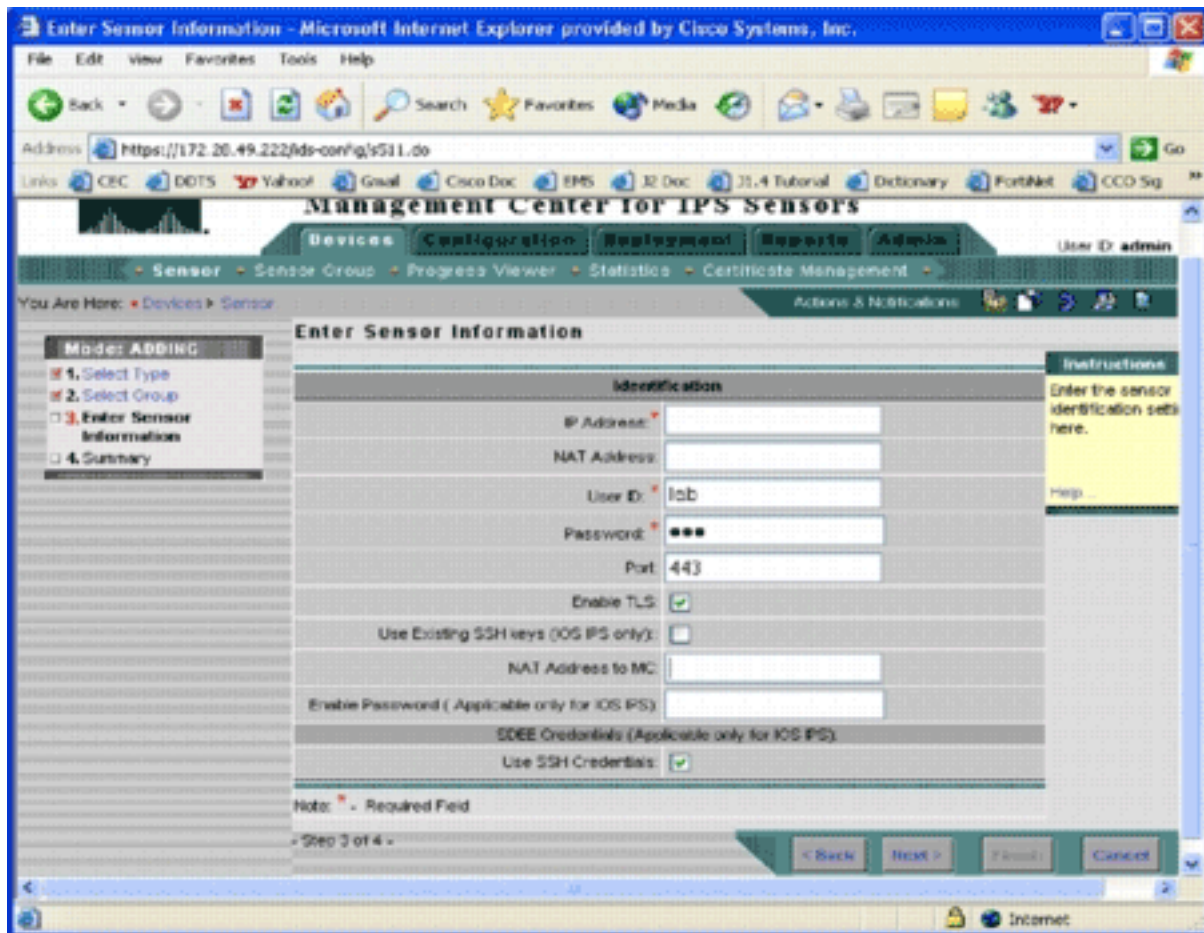 Enter Sensor Information - Microsoft Internet Explorer provided by Cisco Systems, Inc.
File Edit View Favorites Tools Help
Back Search Favorites Media
Address https://172.28.49.222/ids-config/s511.do Go
Links CEC DDTS Yahoo! Gmail Cisco Doc EMS J2 Doc J1.4 Tutorial Dictionary FortiNet CCO Sig
Management Center for IPS Sensors
Devices Configuration Deployment Reports Admin
User ID: admin
Sensor Sensor Group Progress Viewer Statistics Certificate Management
You Are Here: Devices Sensor
Actions & Notifications
Mode: ADDING
1. Select Type
2. Select Group
3. Enter Sensor
Information
4. Summary
Enter Sensor Information
Identification
IP Address:*
NAT Address:
User ID: * lab
Password: * •••
Port: 443
Enable TLS:
Use Existing SSH keys (IOS IPS only):
NAT Address to MC:
Enable Password ( Applicable only for IOS IPS)
SDEE Credentials (Applicable only for IOS IPS):
Use SSH Credentials:
Note: * - Required Field
- Step 3 of 4 -
< Back Next > Finish Cancel
Instructions
Enter the sensor
identification setti
here.
Help...
Internet